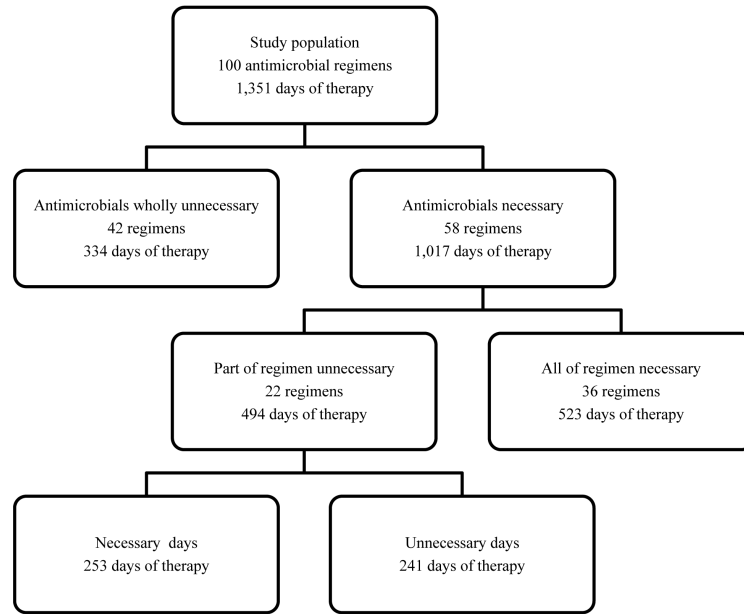 Study population
100 antimicrobial regimens
1,351 days of therapy
Antimicrobials wholly unnecessary
42 regimens
334 days of therapy
Antimicrobials necessary
58 regimens
1,017 days of therapy
Part of regimen unnecessary
22 regimens
494 days of therapy
All of regimen necessary
36 regimens
523 days of therapy
Necessary days
253 days of therapy
Unnecessary days
241 days of therapy